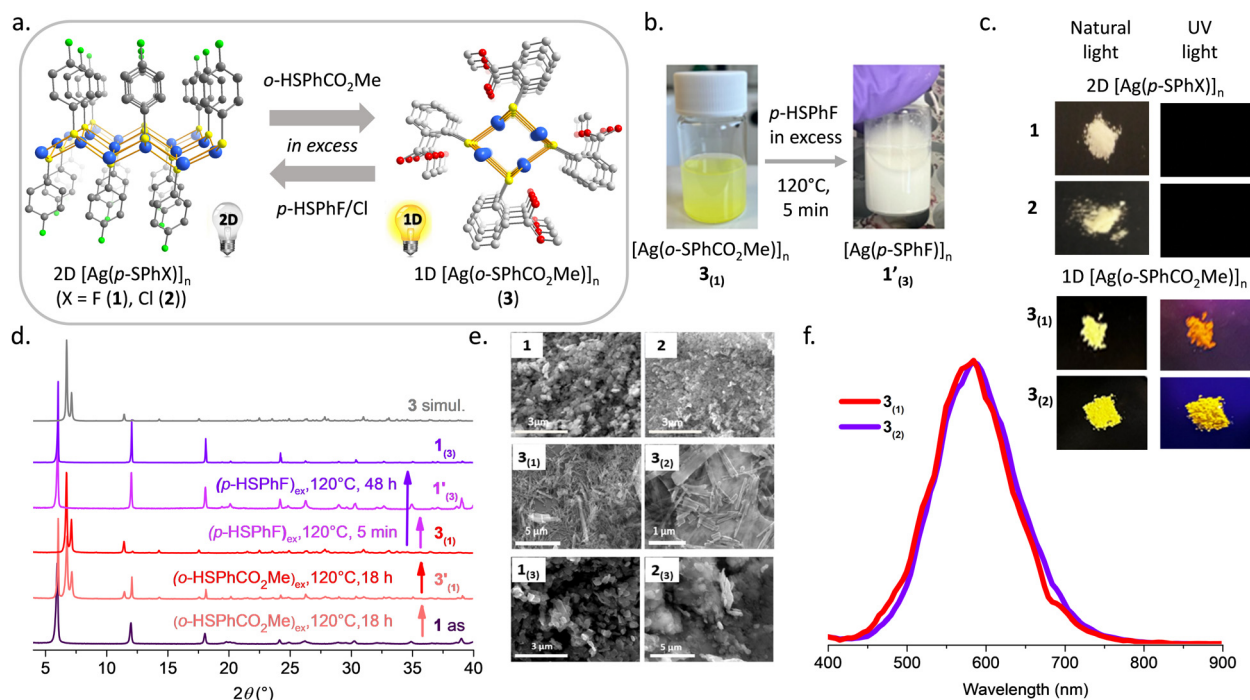 a.
o-HSPhCO2Me
in excess
p-HSPhF/Cl
2D
1D
2D [Ag(p-SPhX)]n
(X = F (1), Cl (2))
1D [Ag(o-SPhCO2Me)]n
(3)
b.
p-HSPhF
in excess
120°C,
5 min
[Ag(o-SPhCO2Me)]n
3(1)
[Ag(p-SPhF)]n
1'(3)
c.
Natural light
UV light
2D [Ag(p-SPhX)]n
1
2
1D [Ag(o-SPhCO2Me)]n
3(1)
3(2)
d.
3 simul.
1(3)
(p-HSPhF)ex,120°C, 48 h
1'(3)
(p-HSPhF)ex,120°C, 5 min
3(1)
(o-HSPhCO2Me)ex,120°C,18 h
3'(1)
(o-HSPhCO2Me)ex,120°C,18 h
1 as
5 10 15 20 25 30 35 40
2θ(°)
e.
1
3µm
2
3µm
3(1)
5 µm
3(2)
1 µm
1(3)
3 µm
2(3)
5 µm
f.
3(1)
3(2)
400 500 600 700 800 900
Wavelength (nm)